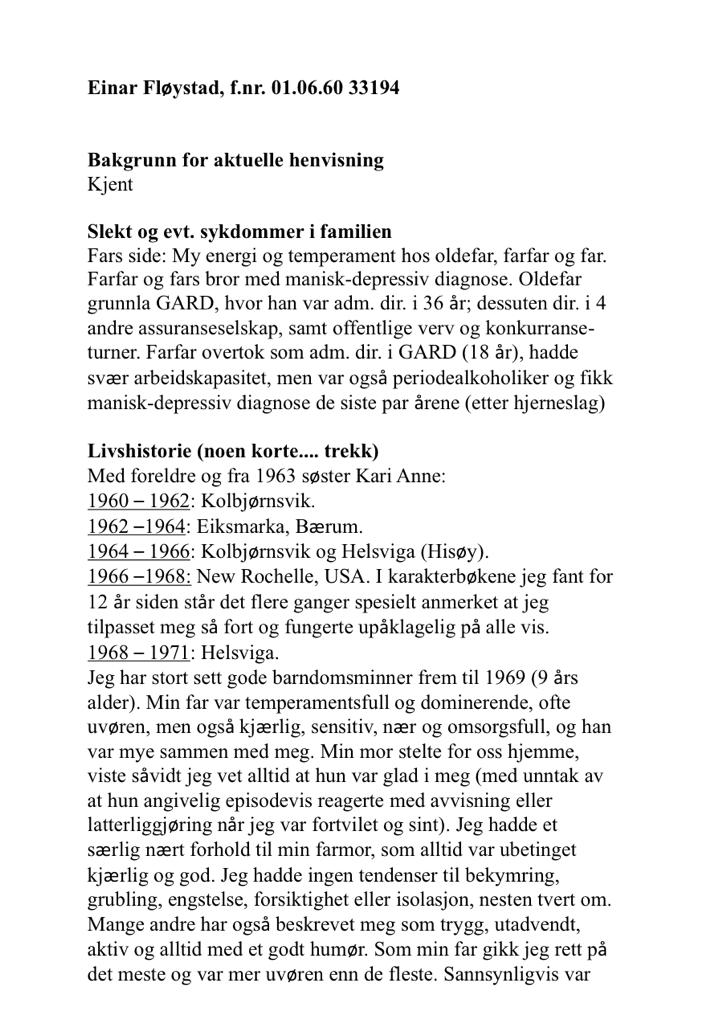 Einar Fløystad, f.nr. 01.06.60 33194
Bakgrunn for aktuelle henvisning
Kjent
Slekt og evt. sykdommer i familien
Fars side: My energi og temperament hos oldefar, farfar og far.
Farfar og fars bror med manisk-depressiv diagnose. Oldefar
grunnla GARD, hvor han var adm. dir. i 36 år; dessuten dir. i 4
andre assuranseselskap, samt offentlige verv og konkurranse-
turner. Farfar overtok som adm. dir. i GARD (18 år), hadde
svær arbeidskapasitet, men var også periodealkoholiker og fikk
manisk-depressiv diagnose de siste par årene (etter hjerneslag)
Livshistorie (noen korte.... trekk)
Med foreldre og fra 1963 søster Kari Anne:
1960 – 1962: Kolbjørnsvik.
1962 –1964: Eiksmarka, Bærum.
1964 – 1966: Kolbjørnsvik og Helsviga (Hisøy).
1966 –1968: New Rochelle, USA. I karakterbøkene jeg fant for
12 år siden står det flere ganger spesielt anmerket at jeg
tilpasset meg så fort og fungerte upåklagelig på alle vis.
1968 – 1971: Helsviga.
Jeg har stort sett gode barndomsminner frem til 1969 (9 års
alder). Min far var temperamentsfull og dominerende, ofte
uvøren, men også kjærlig, sensitiv, nær og omsorgsfull, og han
var mye sammen med meg. Min mor stelte for oss hjemme,
viste såvidt jeg vet alltid at hun var glad i meg (med unntak av
at hun angivelig episodevis reagerte med avvisning eller
latterliggjøring når jeg var fortvilet og sint). Jeg hadde et
særlig nært forhold til min farmor, som alltid var ubetinget
kjærlig og god. Jeg hadde ingen tendenser til bekymring,
grubling, engstelse, forsiktighet eller isolasjon, nesten tvert om.
Mange andre har også beskrevet meg som trygg, utadvendt,
aktiv og alltid med et godt humør. Som min far gikk jeg rett på
det meste og var mer uvøren enn de fleste. Sannsynligvis var